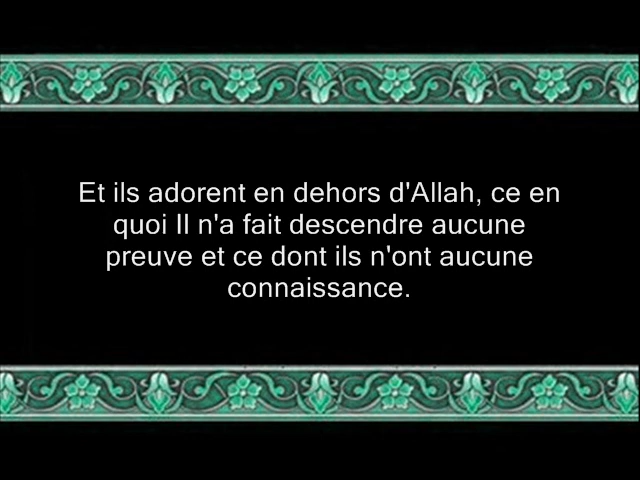 Et ils adorent en dehors d'Allah, ce en
quoi Il n'a fait descendre aucune
preuve et ce dont ils n'ont aucune
connaissance.